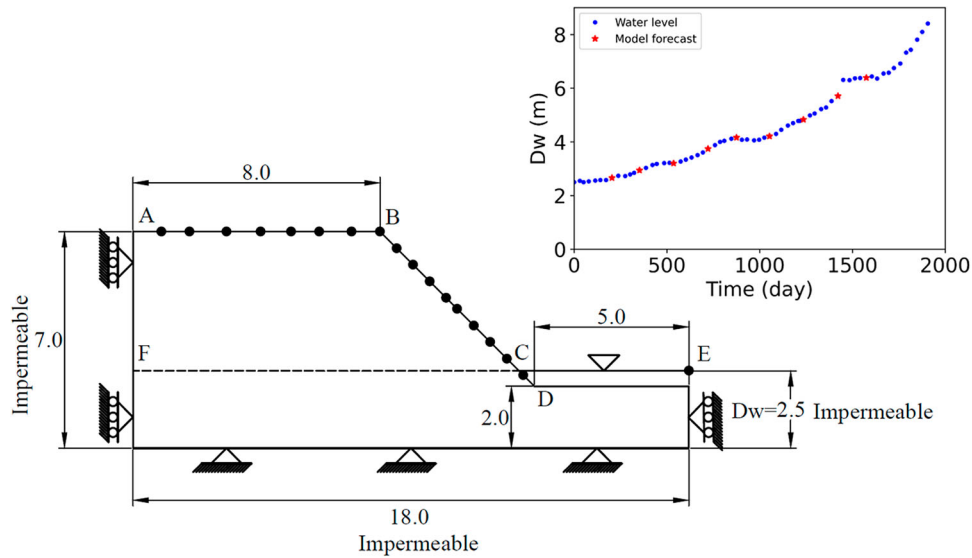 Water level
Model forecast
8
6
4
2
0
Dw (m)
0
500
1000
1500
2000
Time (day)
8.0
A
B
Impermeable
7.0
F
C
5.0
E
D
2.0
Dw=2.5
Impermeable
18.0
Impermeable